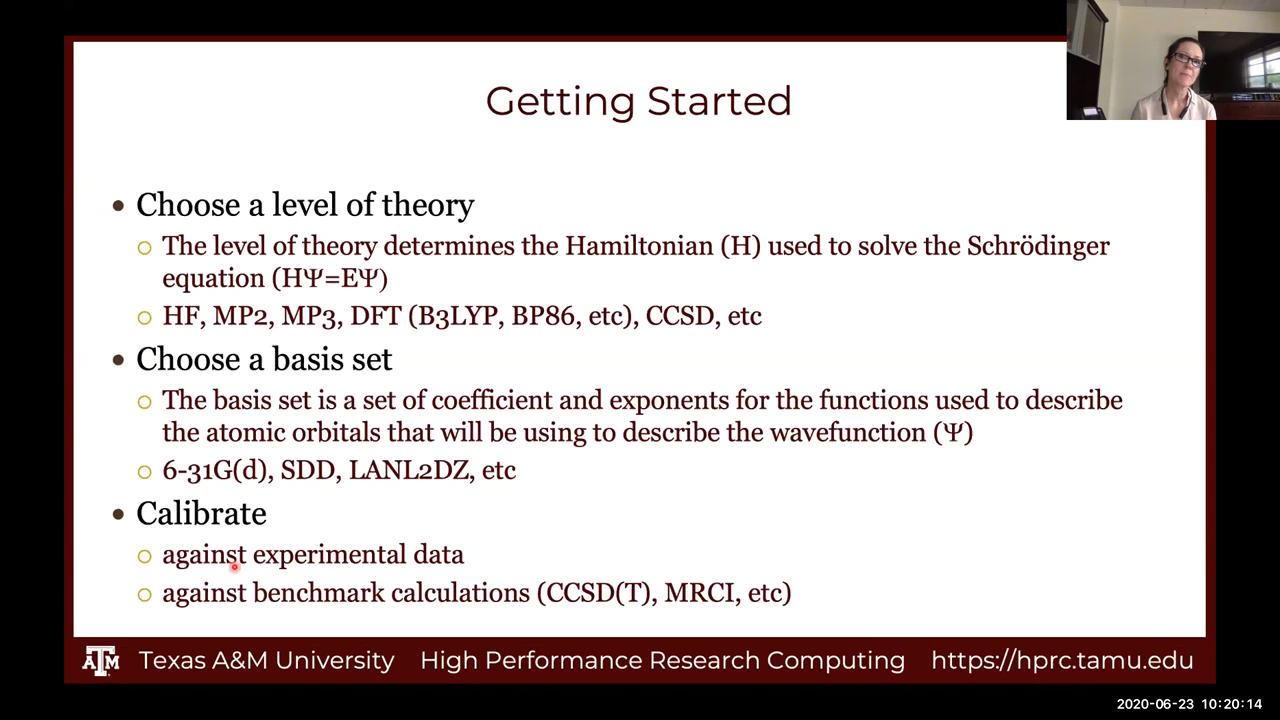 Getting Started
• Choose a level of theory
○ The level of theory determines the Hamiltonian (H) used to solve the Schrödinger
equation (HΨ=EΨ)
○ HF, MP2, MP3, DFT (B3LYP, BP86, etc), CCSD, etc
• Choose a basis set
○ The basis set is a set of coefficient and exponents for the functions used to describe
the atomic orbitals that will be using to describe the wavefunction (Ψ)
○ 6-31G(d), SDD, LANL2DZ, etc
• Calibrate
○ against experimental data
○ against benchmark calculations (CCSD(T), MRCI, etc)
ATM Texas A&M University High Performance Research Computing https://hprc.tamu.edu
2020-06-23 10:20:14